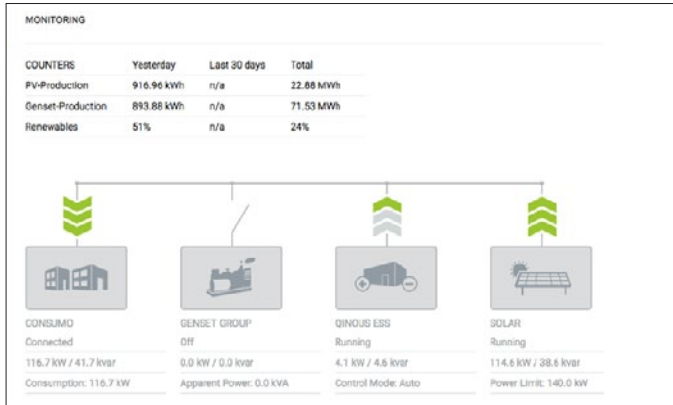 MONITORING
COUNTERS Yesterday Last 30 days Total
PV-Production 916.96 kWh n/a 22.88 MWh
Genset-Production 893.88 kWh n/a 71.53 MWh
Renewables 51% n/a 24%
CONSUMO GENSET GROUP QINOUS ESS SOLAR
Connected Off Running Running
116.7 kW / 41.7 kvar 0.0 kW / 0.0 kvar 4.1 kW / 4.6 kvar 114.6 kW / 38.6 kvar
Consumption: 116.7 kW Apparent Power: 0.0 kVA Control Mode: Auto Power Limit: 140.0 kW